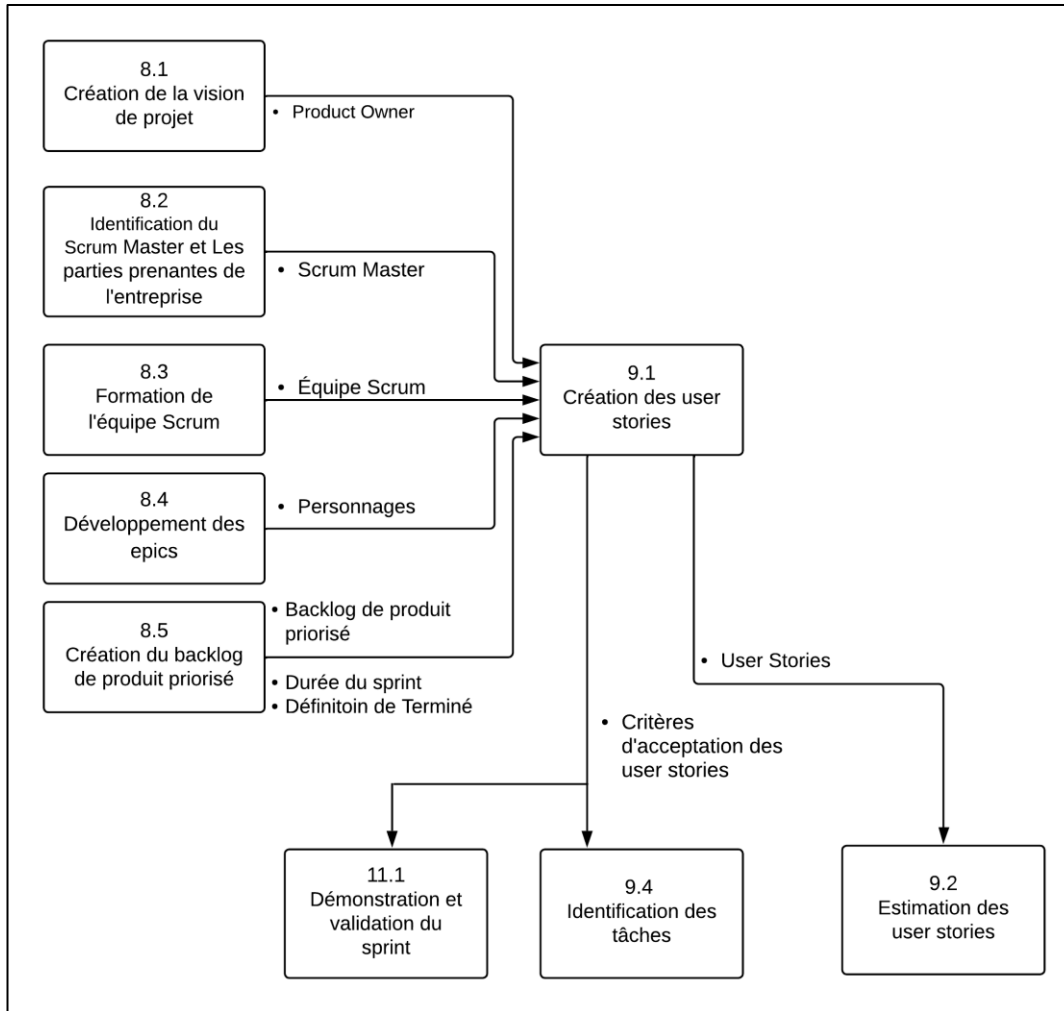 8.1
Création de la vision
de projet
• Product Owner
8.2
Identification du
Scrum Master et Les
parties prenantes de
l'entreprise
• Scrum Master
8.3
Formation de
l'équipe Scrum
• Équipe Scrum
9.1
Création des user
stories
8.4
Développement des
epics
• Personnages
8.5
Création du backlog
de produit priorisé
• Backlog de produit
priorisé
• Durée du sprint
• Définitoin de Terminé
• User Stories
• Critères
d'acceptation des
user stories
11.1
Démonstration et
validation du
sprint
9.4
Identification des
tâches
9.2
Estimation des
user stories